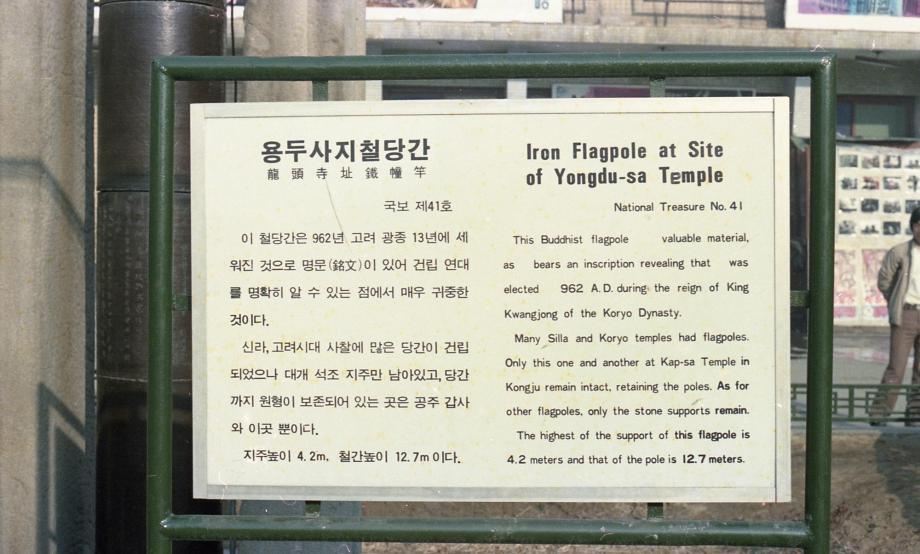 용두사지철당간
龍頭寺址鐵幢竿
국보 제41호
이 철당간은 962년 고려 광종 13년에 세
워진 것으로 명문(銘文)이 있어 건립 연대
를 명확히 알 수 있는 점에서 매우 귀중한
것이다.
신라, 고려시대 사찰에 많은 당간이 건립
되었으나 대개 석조 지주만 남아있고, 당간
까지 원형이 보존되어 있는 곳은 공주 갑사
와 이곳 뿐이다.
지주높이 4.2m, 철간높이 12.7m 이다.
Iron Flagpole at Site
of Yongdu-sa Temple
National Treasure No. 41
This Buddhist flagpole valuable material,
as bears an inscription revealing that was
elected 962 A.D. during the reign of King
Kwangjong of the Koryo Dynasty.
Many Silla and Koryo temples had flagpoles.
Only this one and another at Kap-sa Temple in
Kongju remain intact, retaining the poles. As for
other flagpoles, only the stone supports remain.
The highest of the support of this flagpole is
4.2 meters and that of the pole is 12.7 meters.